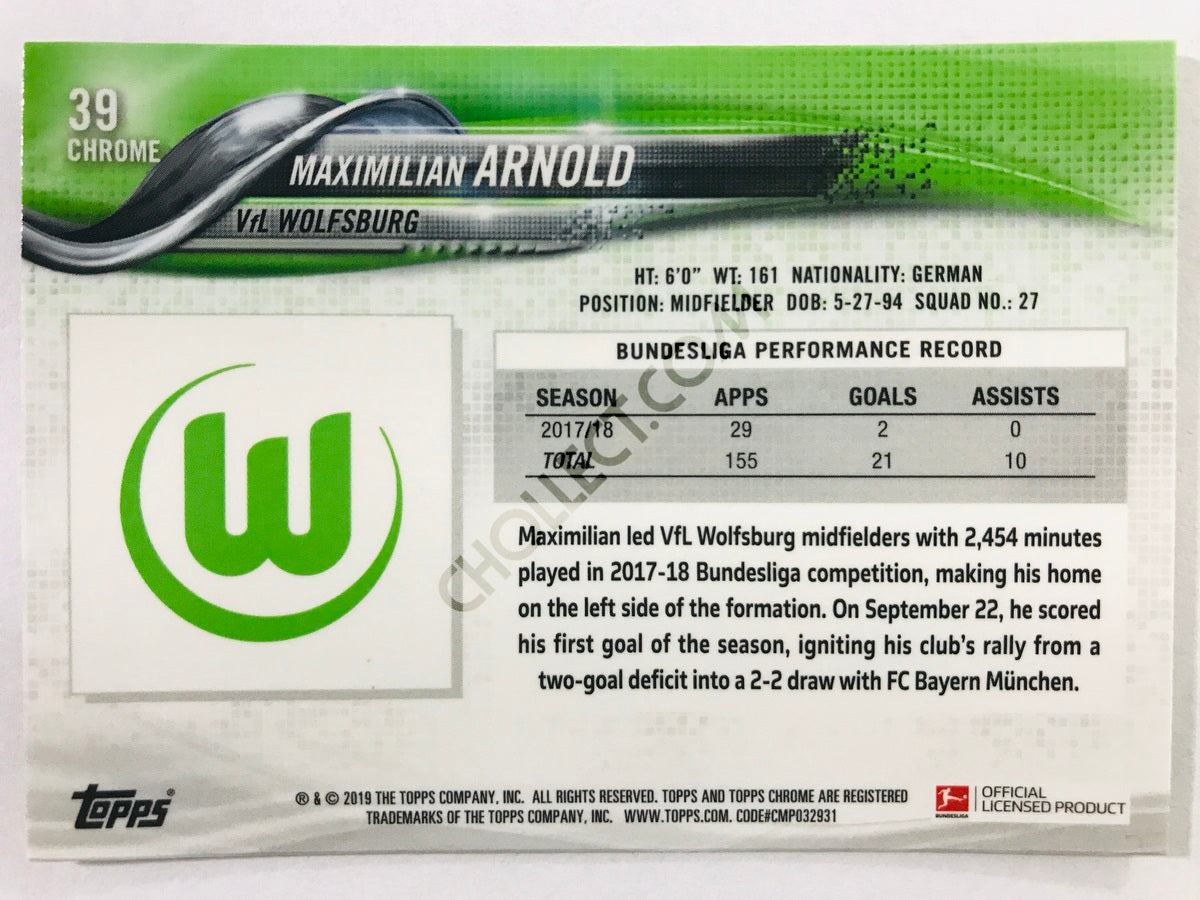 39
CHROME
MAXIMILIAN ARNOLD
VfL WOLFSBURG
HT: 6'0" WT: 161 NATIONALITY: GERMAN
POSITION: MIDFIELDER DOB: 5-27-94 SQUAD NO.: 27
BUNDESLIGA PERFORMANCE RECORD
SEASON APPS GOALS ASSISTS
2017/18 29 2 0
TOTAL 155 21 10
W
Maximilian led VfL Wolfsburg midfielders with 2,454 minutes
played in 2017-18 Bundesliga competition, making his home
on the left side of the formation. On September 22, he scored
his first goal of the season, igniting his club's rally from a
two-goal deficit into a 2-2 draw with FC Bayern München.
CHOLLECT.COM
Topps®
® & © 2019 THE TOPPS COMPANY, INC. ALL RIGHTS RESERVED. TOPPS AND TOPPS CHROME ARE REGISTERED
TRADEMARKS OF THE TOPPS COMPANY, INC. WWW.TOPPS.COM. CODE#CMP032931
BUNDESLIGA
OFFICIAL
LICENSED PRODUCT